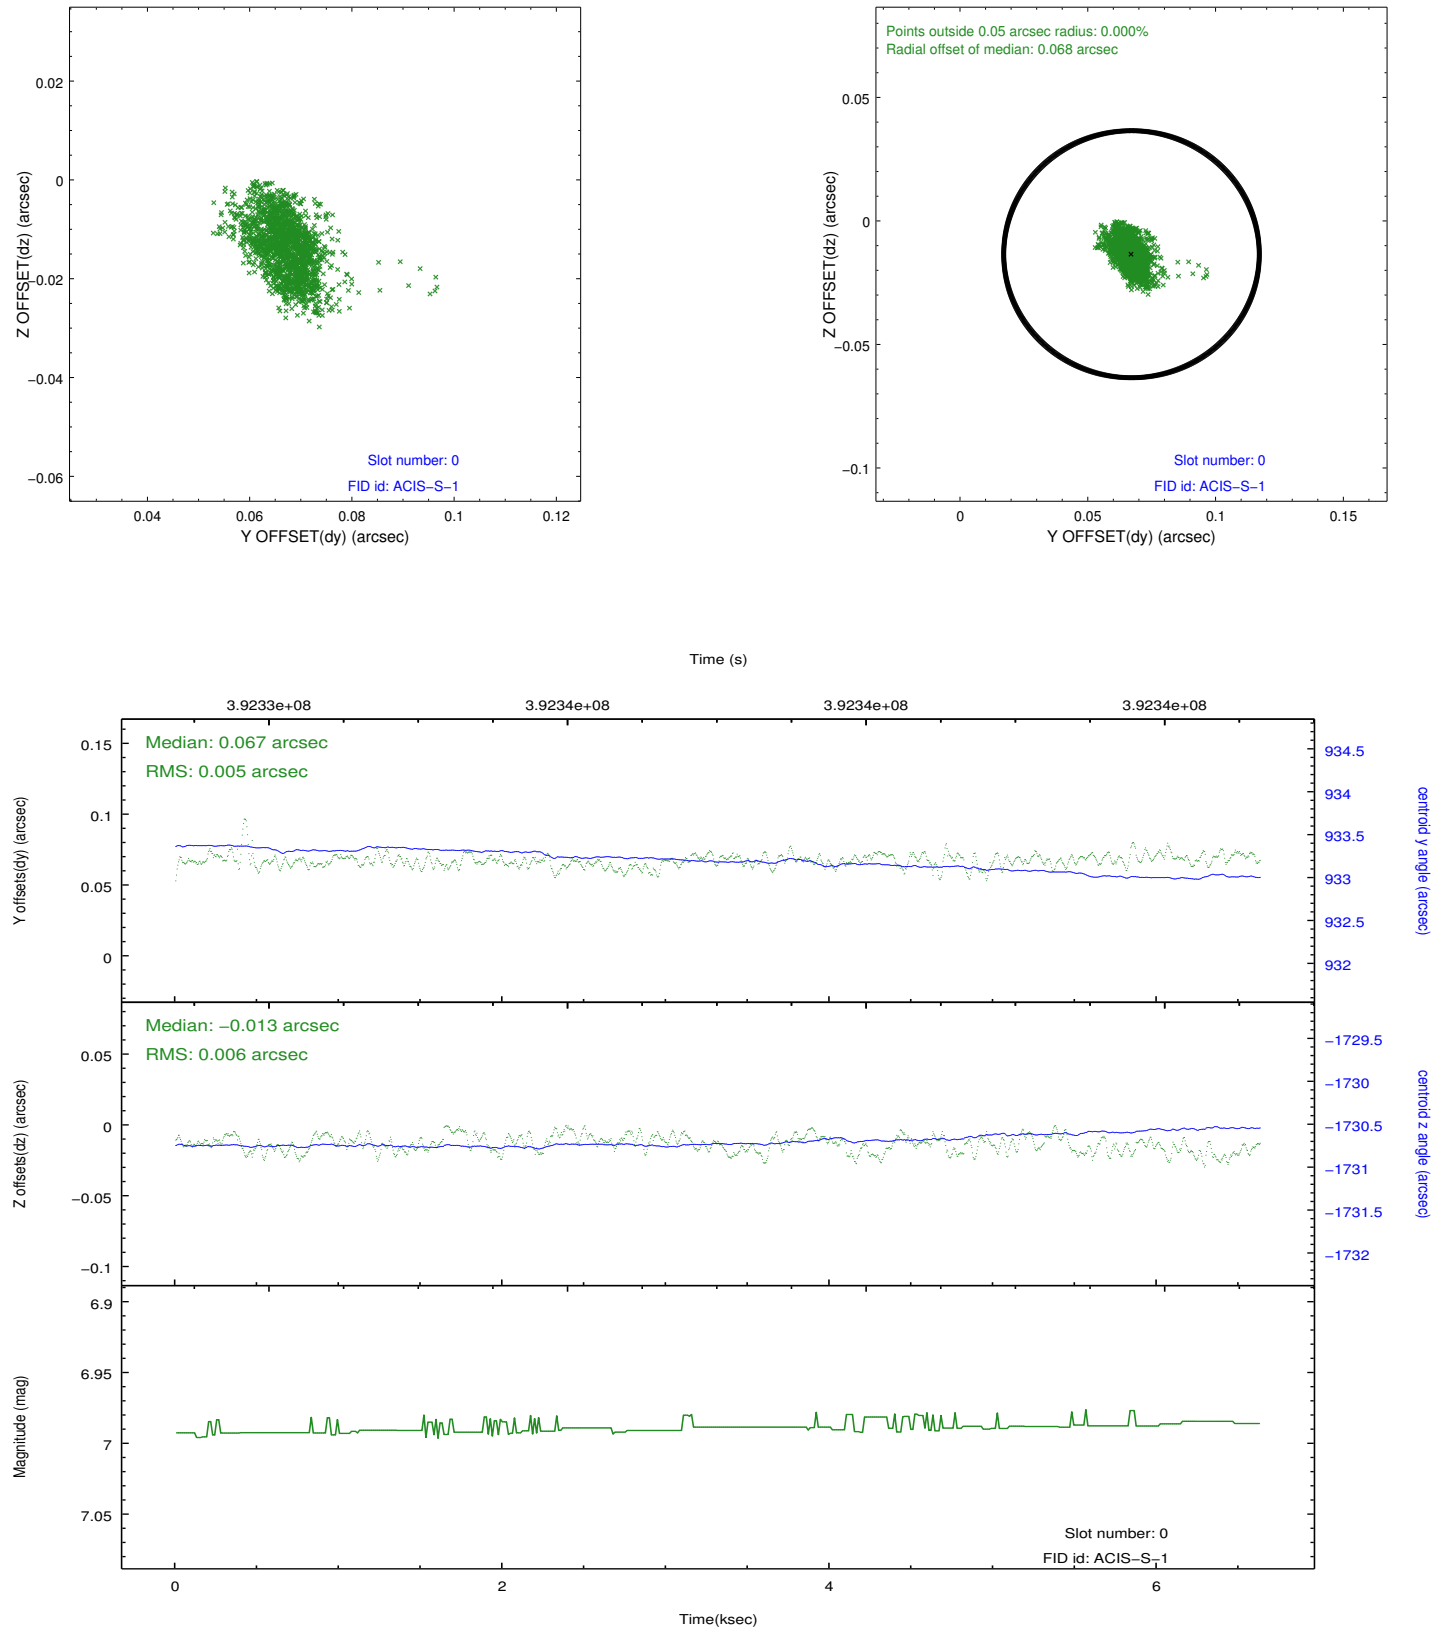 0.02
0
−0.02
−0.04
−0.06
Z OFFSET(dz) (arcsec)
Slot number: 0
FID id: ACIS−S−1
0.04
0.06
0.08
0.1
0.12
Y OFFSET(dy) (arcsec)
Points outside 0.05 arcsec radius: 0.000%
Radial offset of median: 0.068 arcsec
0.05
0
−0.05
−0.1
Z OFFSET(dz) (arcsec)
Slot number: 0
FID id: ACIS−S−1
0
0.05
0.1
0.15
Y OFFSET(dy) (arcsec)
Time (s)
3.9233e+08
3.9234e+08
3.9234e+08
3.9234e+08
Median: 0.067 arcsec
RMS: 0.005 arcsec
0.15
0.1
0.05
0
Y offsets(dy) (arcsec)
934.5
934
933.5
933
932.5
932
centroid y angle (arcsec)
Median: −0.013 arcsec
RMS: 0.006 arcsec
0.05
0
−0.05
−0.1
Z offsets(dz) (arcsec)
−1729.5
−1730
−1730.5
−1731
−1731.5
−1732
centroid z angle (arcsec)
6.9
6.95
7
7.05
Magnitude (mag)
Slot number: 0
FID id: ACIS−S−1
0
2
4
6
Time(ksec)